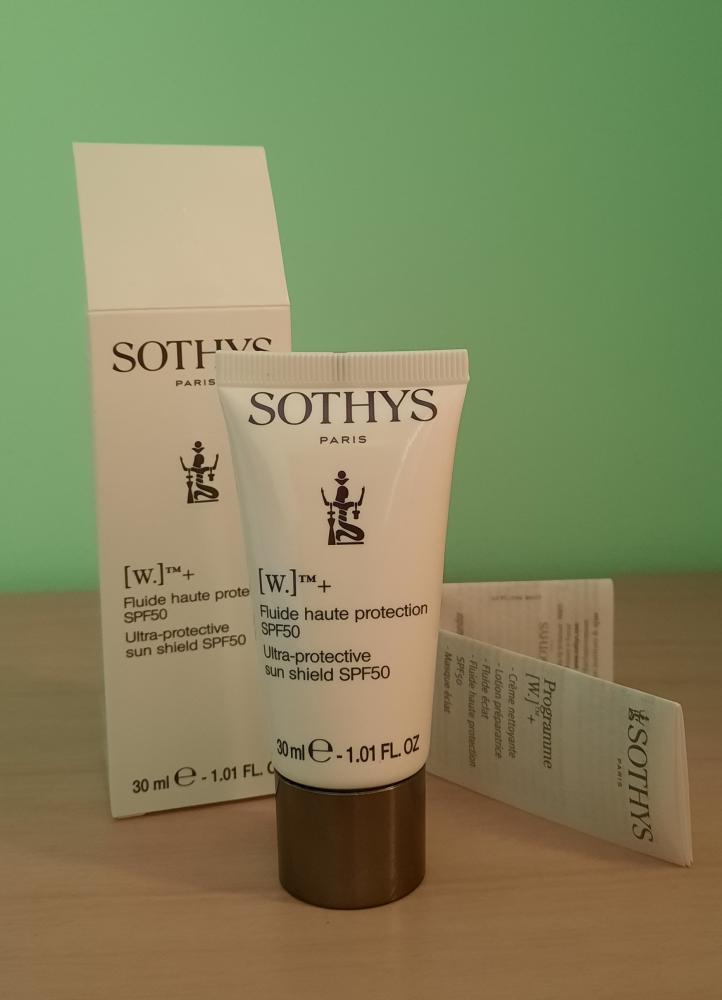 SOTHYS
PARIS
[W.]™+
Fluide haute prote
SPF50
Ultra-protective
sun shield SPF50
30 ml ℮ - 1.01 FL.
SOTHYS
PARIS
[W.]™+
Fluide haute protection
SPF50
Ultra-protective
sun shield SPF50
30 ml ℮ - 1.01 FL. OZ
SOTHYS
PARIS
Programme
[W.]™+
- Crème nettoyante
- Lotion préparatrice
- Fluide éclat
- Fluide haute protection
SPF50
- Masque éclat